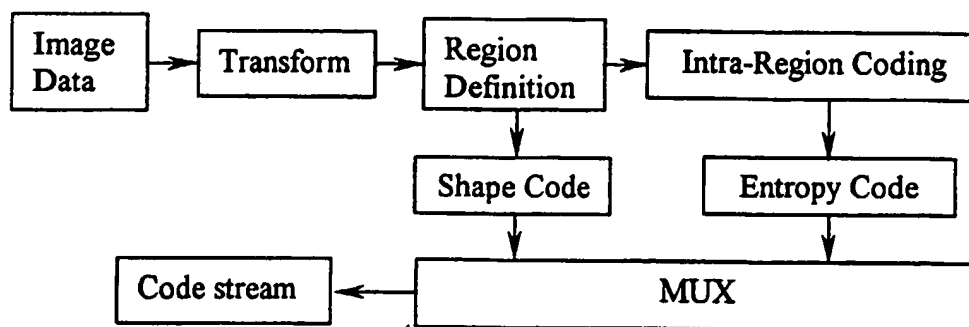 Image
Data
Transform
Region
Definition
Intra-Region Coding
Shape Code
Entropy Code
Code stream
MUX